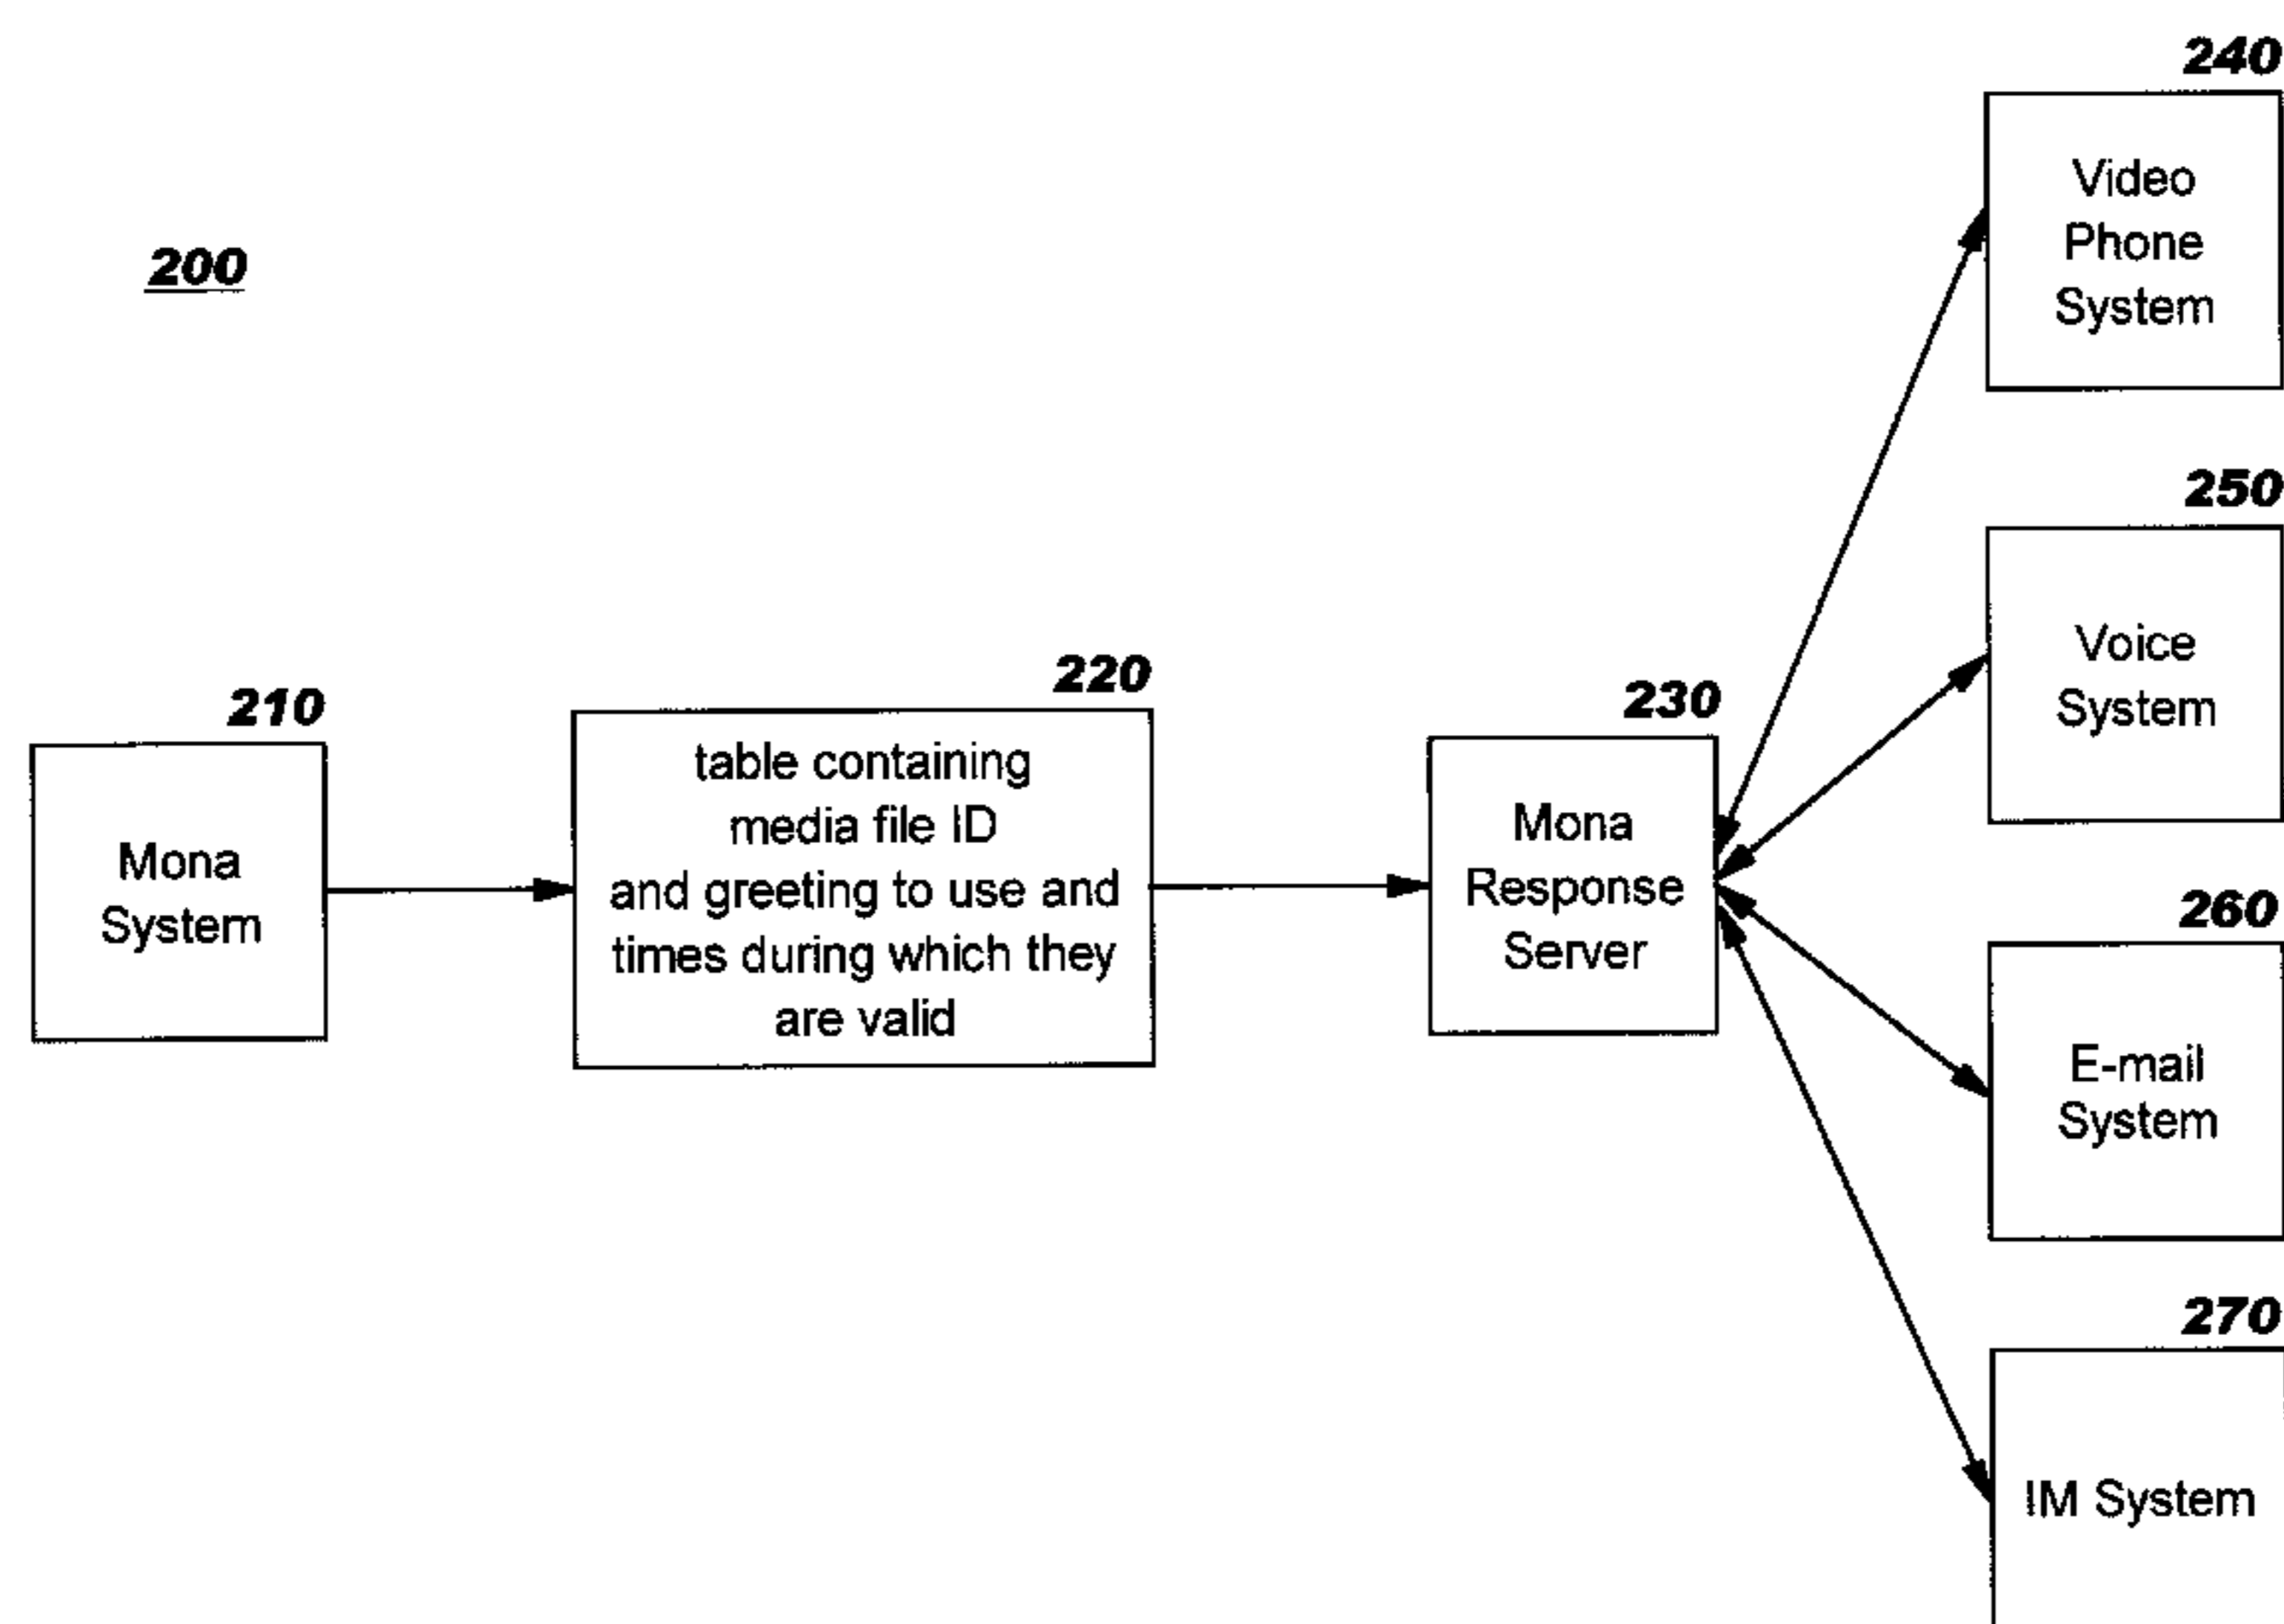 200
210
Mona
System
220
table containing
media file ID
and greeting to use and
times during which they
are valid
230
Mona
Response
Server
240
Video
Phone
System
250
Voice
System
260
E-mail
System
270
IM System